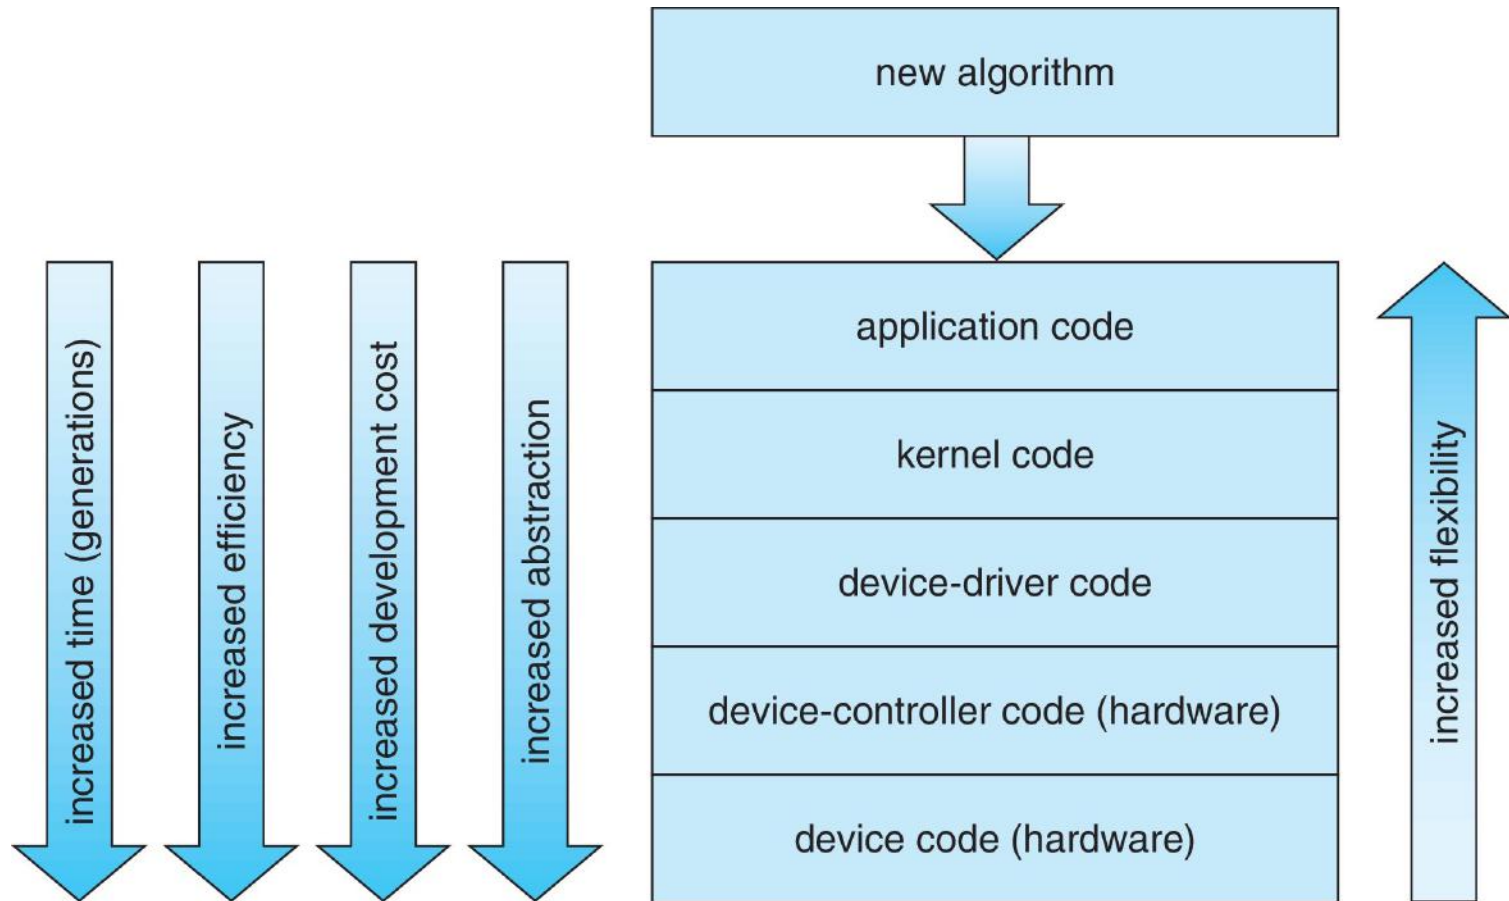 new algorithm
increased time (generations)
increased efficiency
increased development cost
increased abstraction
application code
kernel code
device-driver code
device-controller code (hardware)
device code (hardware)
increased flexibility